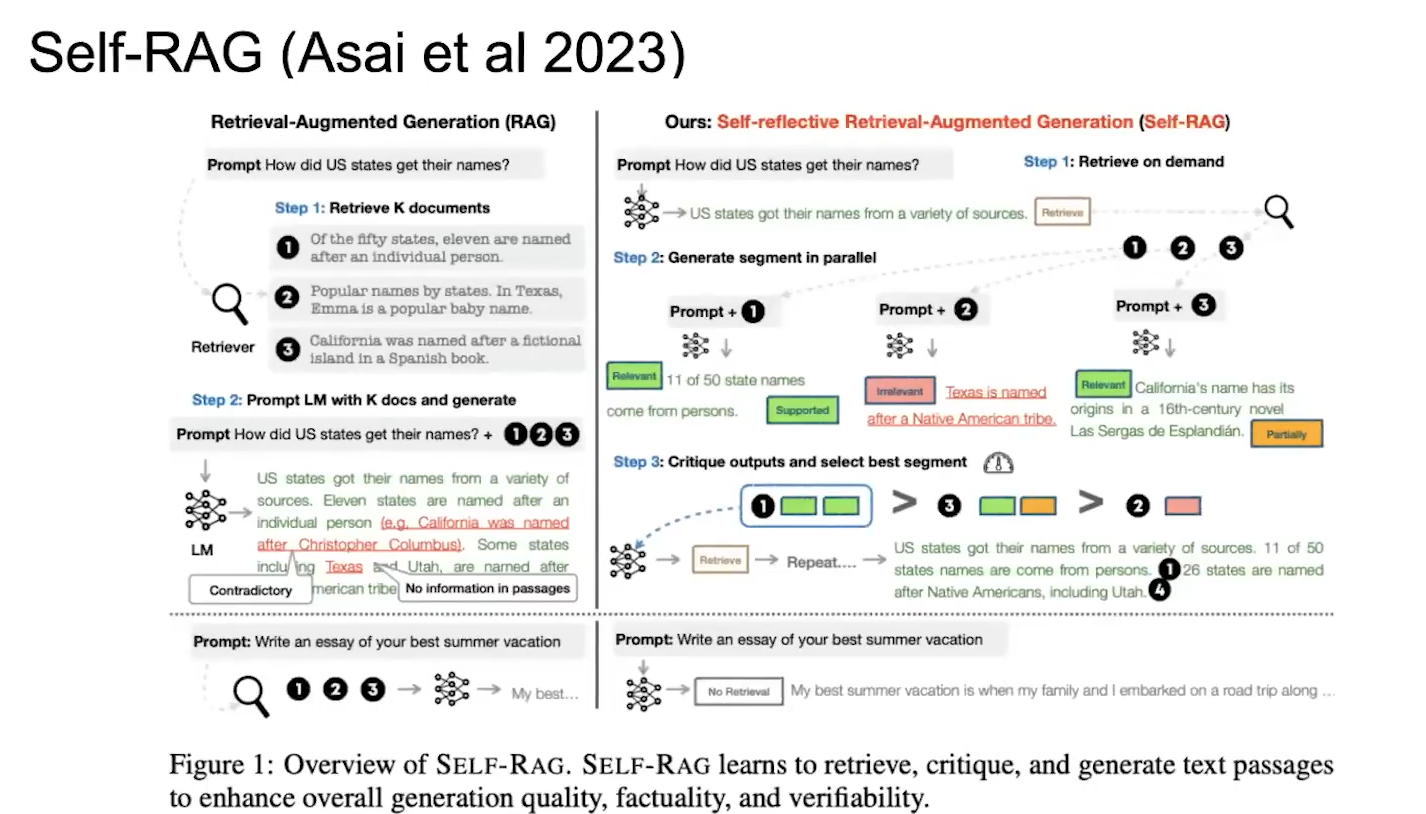 Self-RAG (Asai et al 2023)
Retrieval-Augmented Generation (RAG)
Prompt How did US states get their names?
Step 1: Retrieve K documents
1 Of the fifty states, eleven are named
after an individual person.
2 Popular names by states. In Texas,
Emma is a popular baby name.
3 California was named after a fictional
island in a Spanish book.
Retriever
Step 2: Prompt LM with K docs and generate
Prompt How did US states get their names? + 1 2 3
US states got their names from a variety of
sources. Eleven states are named after an
individual person (e.g, California was named
after Christopher Columbus). Some states
including Texas and Utah, are named after
LM
Contradictory
merican tribe
No information in passages
Prompt: Write an essay of your best summer vacation
1 2 3
My best...
Ours: Self-reflective Retrieval-Augmented Generation (Self-RAG)
Prompt How did US states get their names?
Step 1: Retrieve on demand
US states got their names from a variety of sources. Retrieve
1 2 3
Step 2: Generate segment in parallel
Prompt + 1
Prompt + 2
Prompt + 3
Relevant 11 of 50 state names
come from persons. Supported
Irrelevant Texas is named
after a Native American tribe.
Relevant California's name has its
origins in a 16th-century novel
Las Sergas de Esplandián. Partially
Step 3: Critique outputs and select best segment
1 > 3 > 2
Retrieve
Repeat....
US states got their names from a variety of sources. 11 of 50
states names are come from persons. 1 26 states are named
after Native Americans, including Utah. 4
Prompt: Write an essay of your best summer vacation
No Retrieval My best summer vacation is when my family and I embarked on a road trip along ...
Figure 1: Overview of SELF-RAG. SELF-RAG learns to retrieve, critique, and generate text passages
to enhance overall generation quality, factuality, and verifiability.